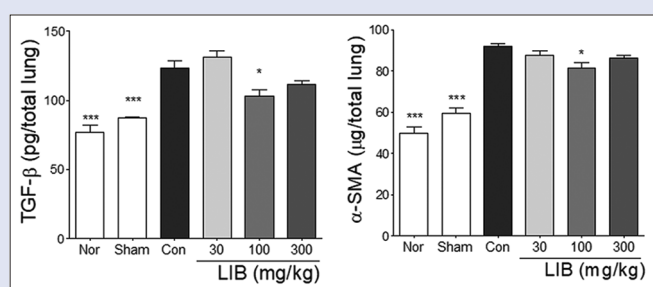 TGF-β (pg/total lung)
150
100
50
0
***
***
*
Nor Sham Con 30 100 300
LIB (mg/kg)
α-SMA (μg/total lung)
100
80
60
40
20
0
***
***
*
Nor Sham Con 30 100 300
LIB (mg/kg)